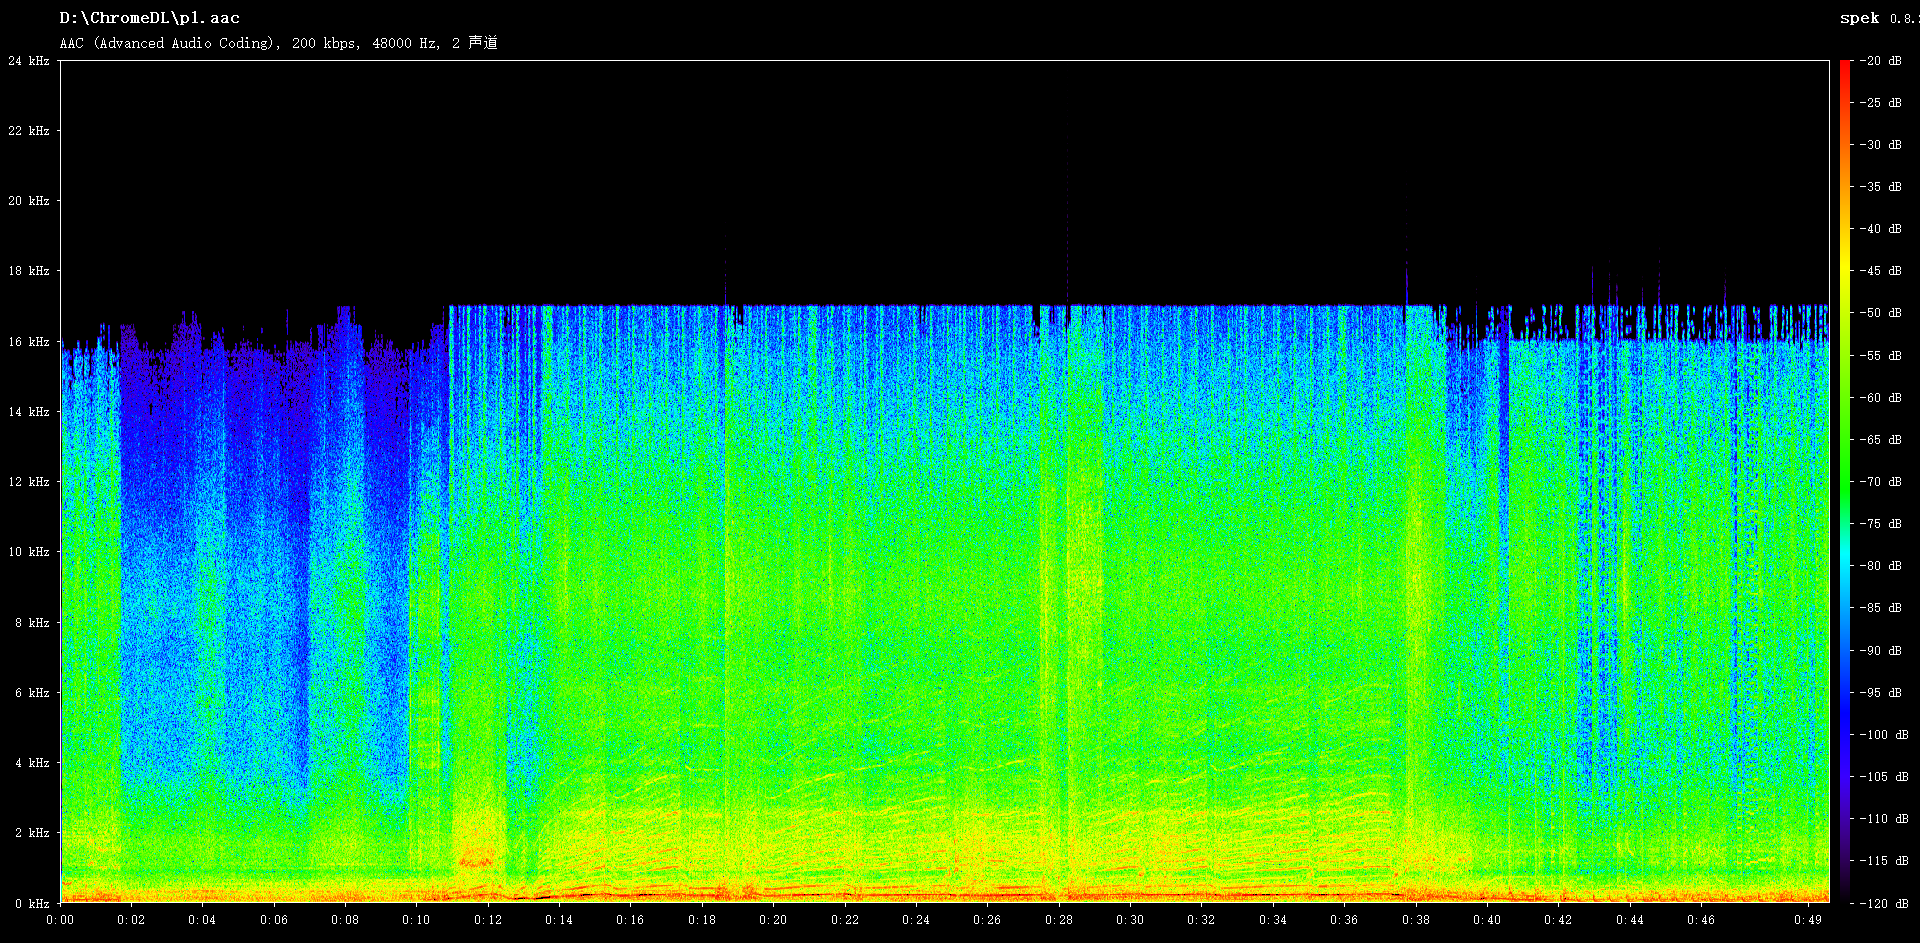 D:\ChromeDL\p1.aac
spek 0.8.
AAC (Advanced Audio Coding), 200 kbps, 48000 Hz, 2 声道
24 kHz
22 kHz
20 kHz
18 kHz
16 kHz
14 kHz
12 kHz
10 kHz
8 kHz
6 kHz
4 kHz
2 kHz
0 kHz
-20 dB
-25 dB
-30 dB
-35 dB
-40 dB
-45 dB
-50 dB
-55 dB
-60 dB
-65 dB
-70 dB
-75 dB
-80 dB
-85 dB
-90 dB
-95 dB
-100 dB
-105 dB
-110 dB
-115 dB
-120 dB
0:00 0:02 0:04 0:06 0:08 0:10 0:12 0:14 0:16 0:18 0:20 0:22 0:24 0:26 0:28 0:30 0:32 0:34 0:36 0:38 0:40 0:42 0:44 0:46 0:49